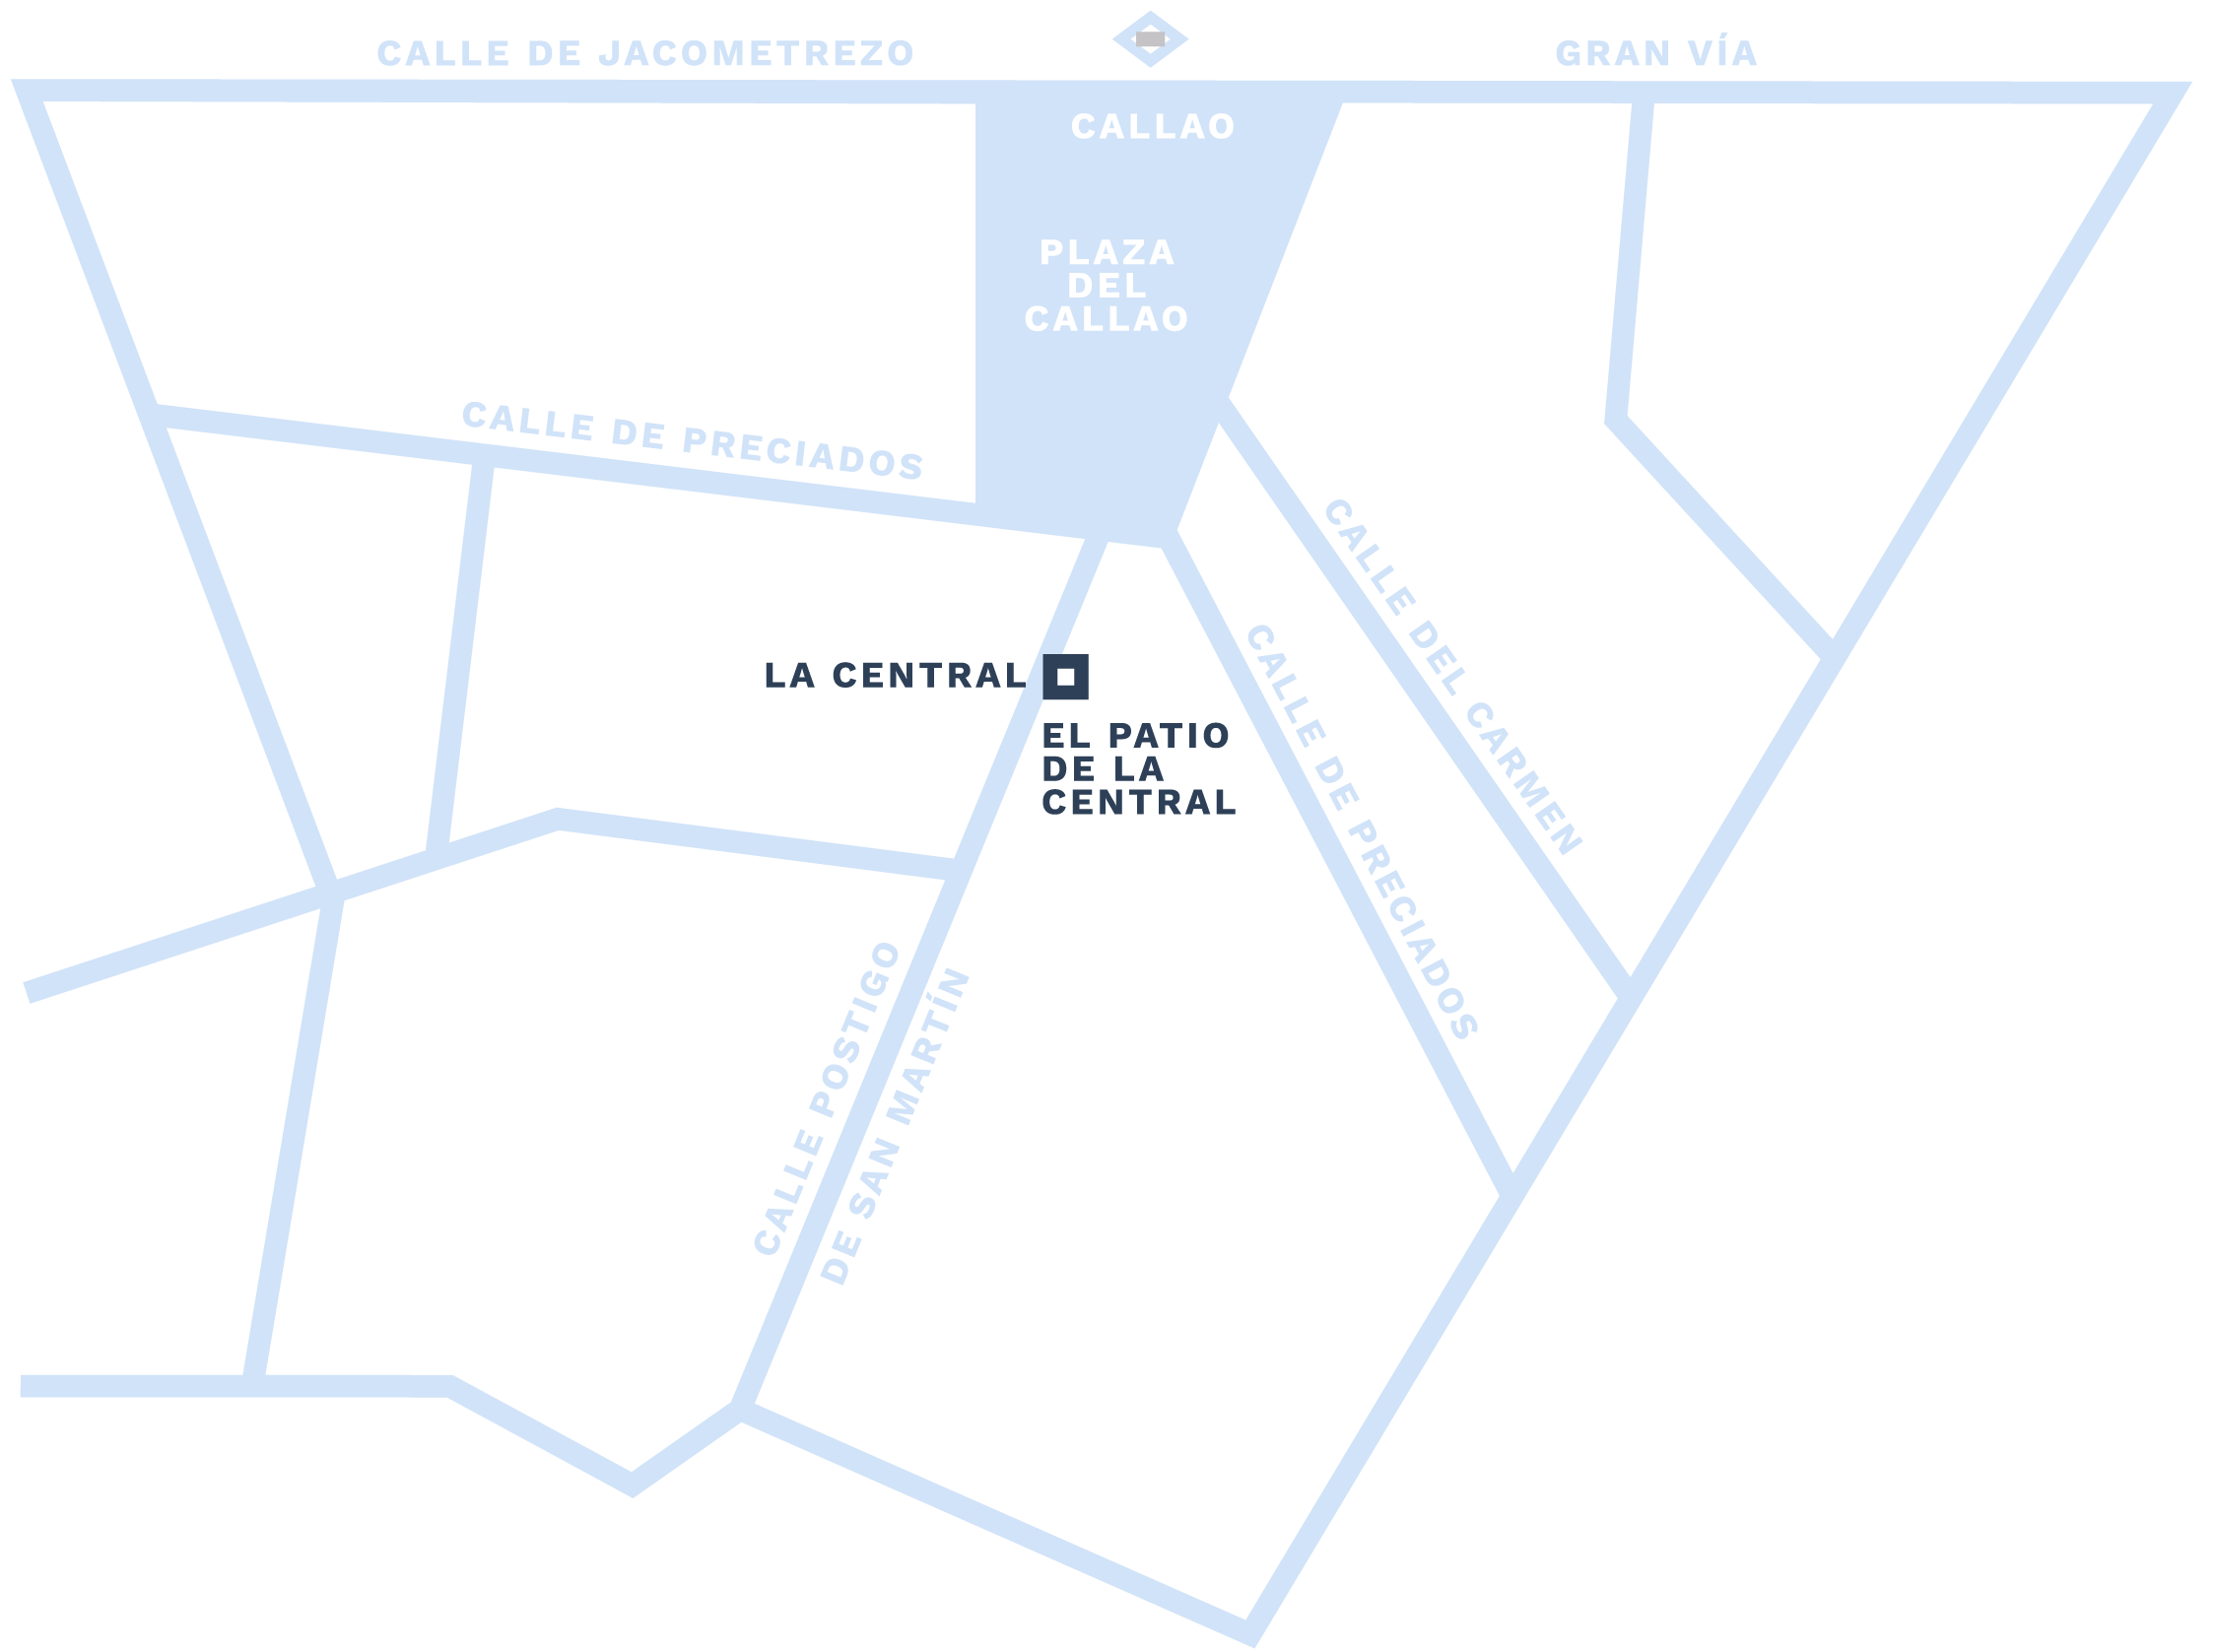 CALLE DE JACOMETREZO
GRAN VÍA
CALLAO
PLAZA
DEL
CALLAO
CALLE DE PRECIADOS
CALLE DEL CARMEN
CALLE DE PRECIADOS
LA CENTRAL
EL PATIO
DE LA
CENTRAL
CALLE POSTIGO
DE SAN MARTÍN